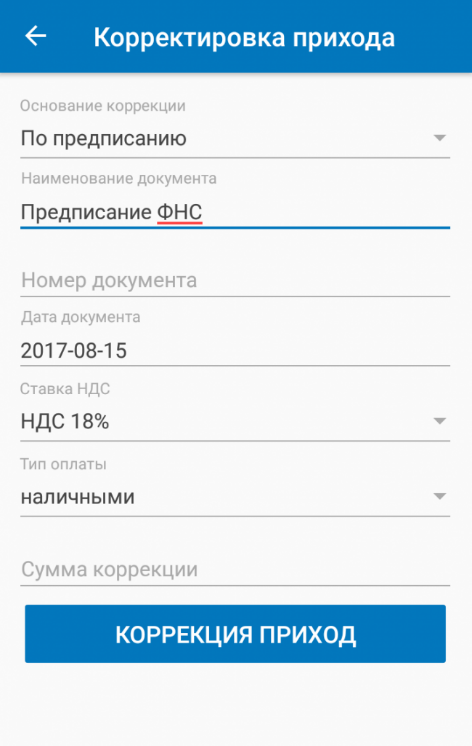 Корректировка прихода
Основание коррекции
По предписанию
Наименование документа
Предписание ФНС
Номер документа
Дата документа
2017-08-15
Ставка НДС
НДС 18%
Тип оплаты
наличными
Сумма коррекции
КОРРЕКЦИЯ ПРИХОД